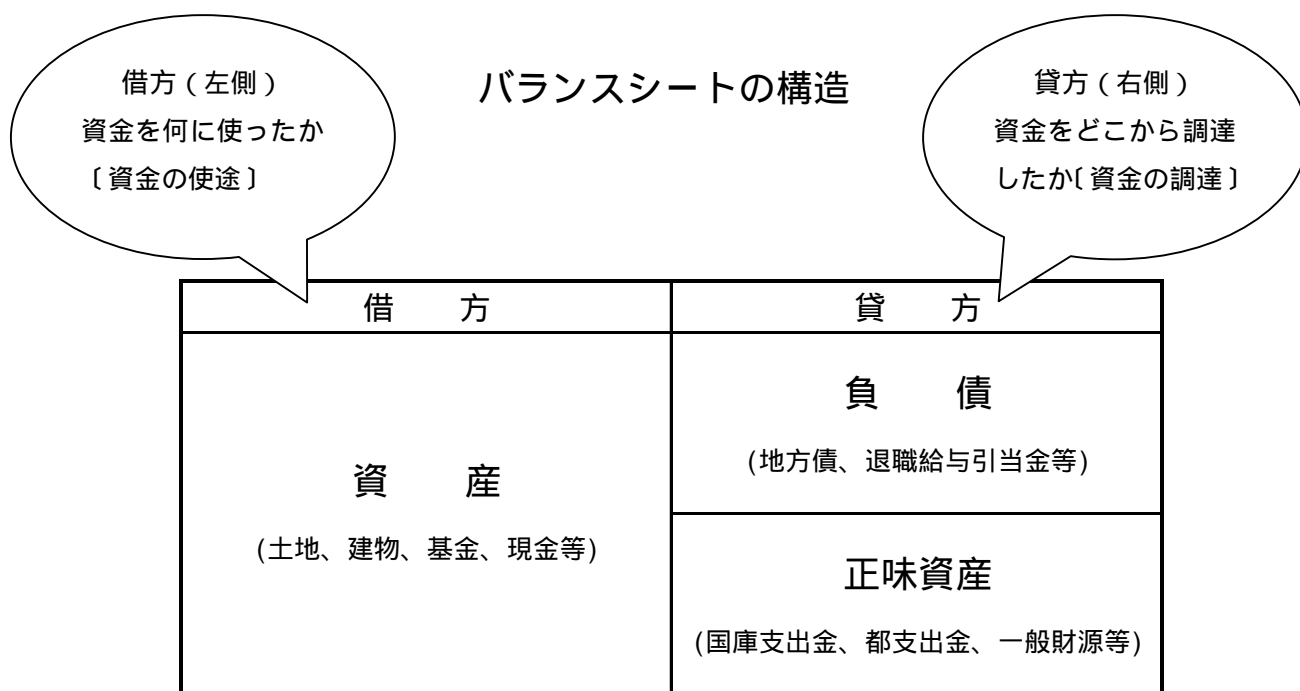 バランスシートの構造
借方（左側）
資金を何に使ったか
〔資金の使途〕
貸方（右側）
資金をどこから調達
したか〔資金の調達〕
借　　方
貸　　方
資　　産
(土地、建物、基金、現金等)
負　　債
(地方債、退職給与引当金等)
正味資産
(国庫支出金、都支出金、一般財源等)